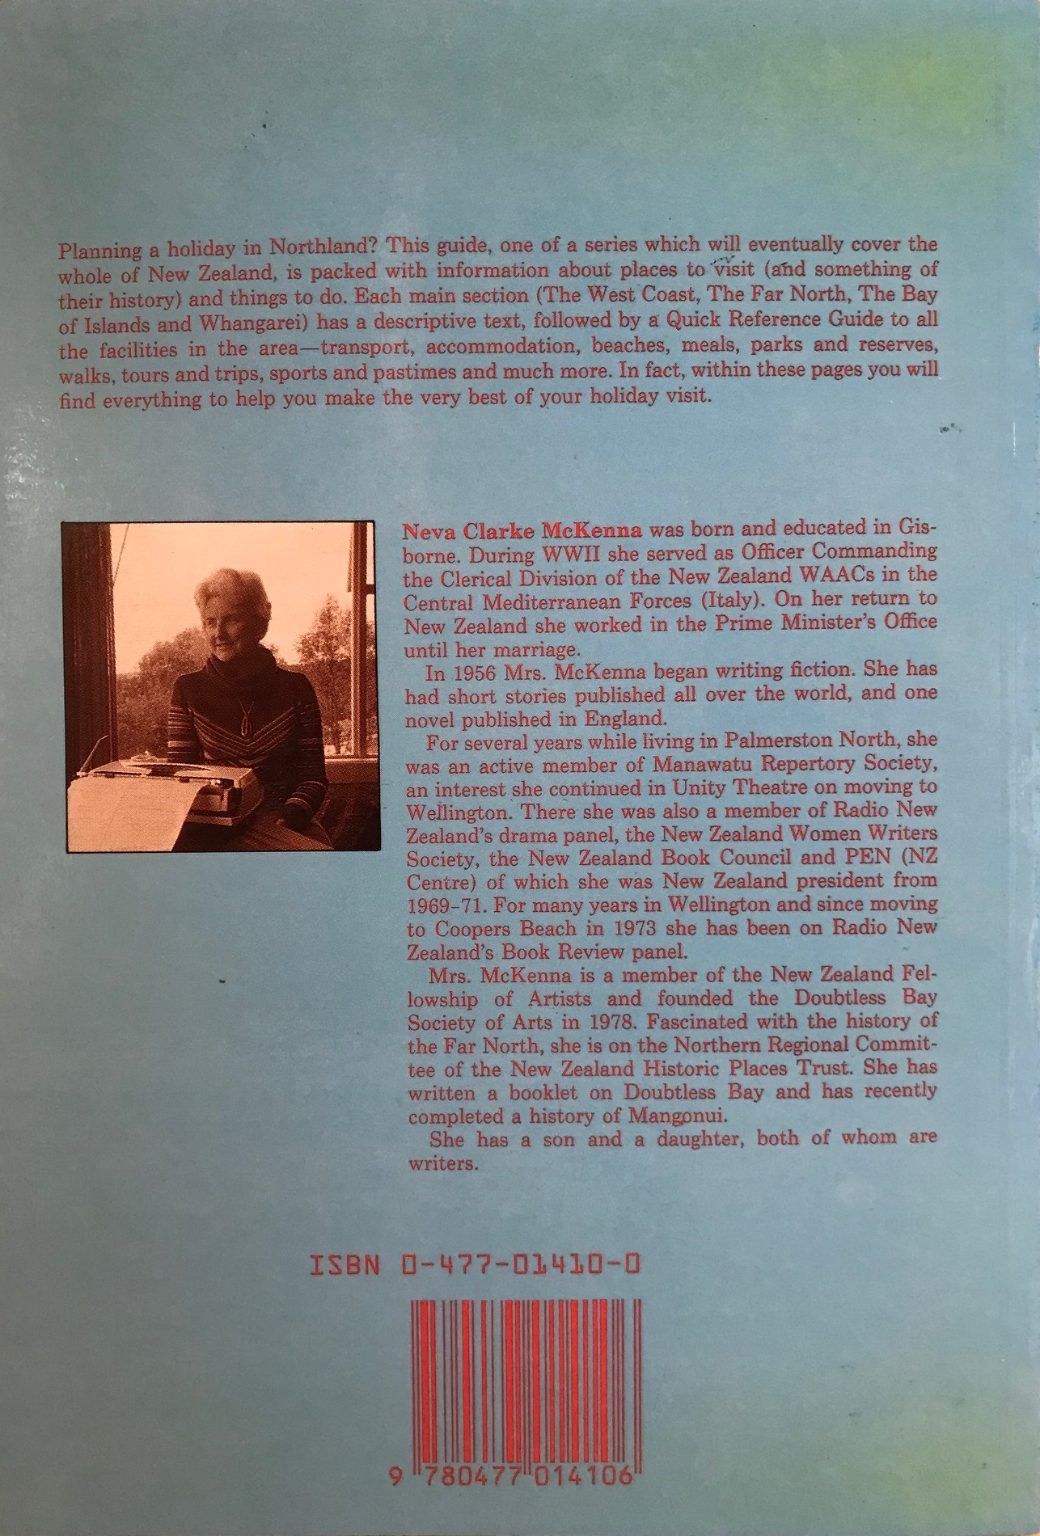 Planning a holiday in Northland? This guide, one of a series which will eventually cover the
whole of New Zealand, is packed with information about places to visit (and something of
their history) and things to do. Each main section (The West Coast, The Far North, The Bay
of Islands and Whangarei) has a descriptive text, followed by a Quick Reference Guide to all
the facilities in the area—transport, accommodation, beaches, meals, parks and reserves,
walks, tours and trips, sports and pastimes and much more. In fact, within these pages you will
find everything to help you make the very best of your holiday visit.
Neva Clarke McKenna was born and educated in Gis-
borne. During WWII she served as Officer Commanding
the Clerical Division of the New Zealand WAACs in the
Central Mediterranean Forces (Italy). On her return to
New Zealand she worked in the Prime Minister's Office
until her marriage.
In 1956 Mrs. McKenna began writing fiction. She has
had short stories published all over the world, and one
novel published in England.
For several years while living in Palmerston North, she
was an active member of Manawatu Repertory Society,
an interest she continued in Unity Theatre on moving to
Wellington. There she was also a member of Radio New
Zealand's drama panel, the New Zealand Women Writers
Society, the New Zealand Book Council and PEN (NZ
Centre) of which she was New Zealand president from
1969–71. For many years in Wellington and since moving
to Coopers Beach in 1973 she has been on Radio New
Zealand's Book Review panel.
Mrs. McKenna is a member of the New Zealand Fel-
lowship of Artists and founded the Doubtless Bay
Society of Arts in 1978. Fascinated with the history of
the Far North, she is on the Northern Regional Commit-
tee of the New Zealand Historic Places Trust. She has
written a booklet on Doubtless Bay and has recently
completed a history of Mangonui.
She has a son and a daughter, both of whom are
writers.
ISBN 0-477-01410-0
9 780477 014106